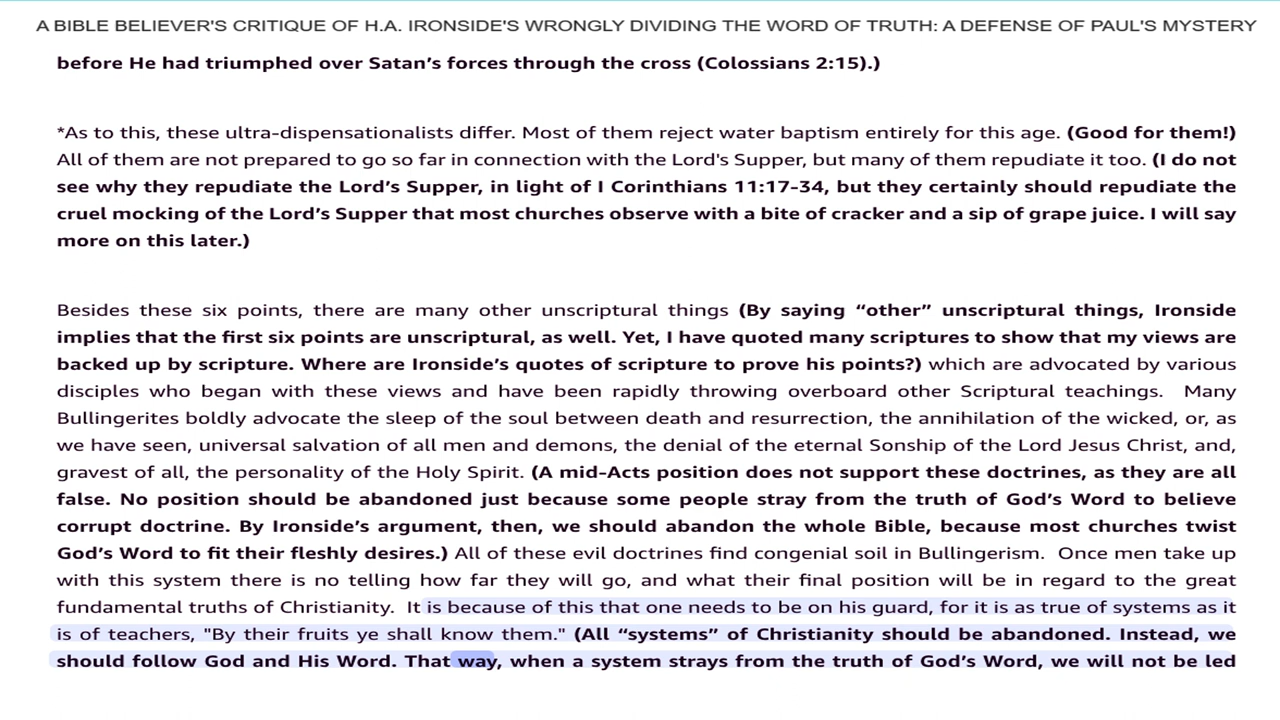 A BIBLE BELIEVER'S CRITIQUE OF H.A. IRONSIDE'S WRONGLY DIVIDING THE WORD OF TRUTH: A DEFENSE OF PAUL'S MYSTERY
before He had triumphed over Satan’s forces through the cross (Colossians 2:15).)
*As to this, these ultra-dispensationalists differ. Most of them reject water baptism entirely for this age. (Good for them!)
All of them are not prepared to go so far in connection with the Lord's Supper, but many of them repudiate it too. (I do not
see why they repudiate the Lord’s Supper, in light of I Corinthians 11:17-34, but they certainly should repudiate the
cruel mocking of the Lord’s Supper that most churches observe with a bite of cracker and a sip of grape juice. I will say
more on this later.)
Besides these six points, there are many other unscriptural things (By saying “other” unscriptural things, Ironside
implies that the first six points are unscriptural, as well. Yet, I have quoted many scriptures to show that my views are
backed up by scripture. Where are Ironside’s quotes of scripture to prove his points?) which are advocated by various
disciples who began with these views and have been rapidly throwing overboard other Scriptural teachings. Many
Bullingerites boldly advocate the sleep of the soul between death and resurrection, the annihilation of the wicked, or, as
we have seen, universal salvation of all men and demons, the denial of the eternal Sonship of the Lord Jesus Christ, and,
gravest of all, the personality of the Holy Spirit. (A mid-Acts position does not support these doctrines, as they are all
false. No position should be abandoned just because some people stray from the truth of God’s Word to believe
corrupt doctrine. By Ironside’s argument, then, we should abandon the whole Bible, because most churches twist
God’s Word to fit their fleshly desires.) All of these evil doctrines find congenial soil in Bullingerism. Once men take up
with this system there is no telling how far they will go, and what their final position will be in regard to the great
fundamental truths of Christianity. It is because of this that one needs to be on his guard, for it is as true of systems as it
is of teachers, "By their fruits ye shall know them." (All “systems” of Christianity should be abandoned. Instead, we
should follow God and His Word. That way, when a system strays from the truth of God’s Word, we will not be led